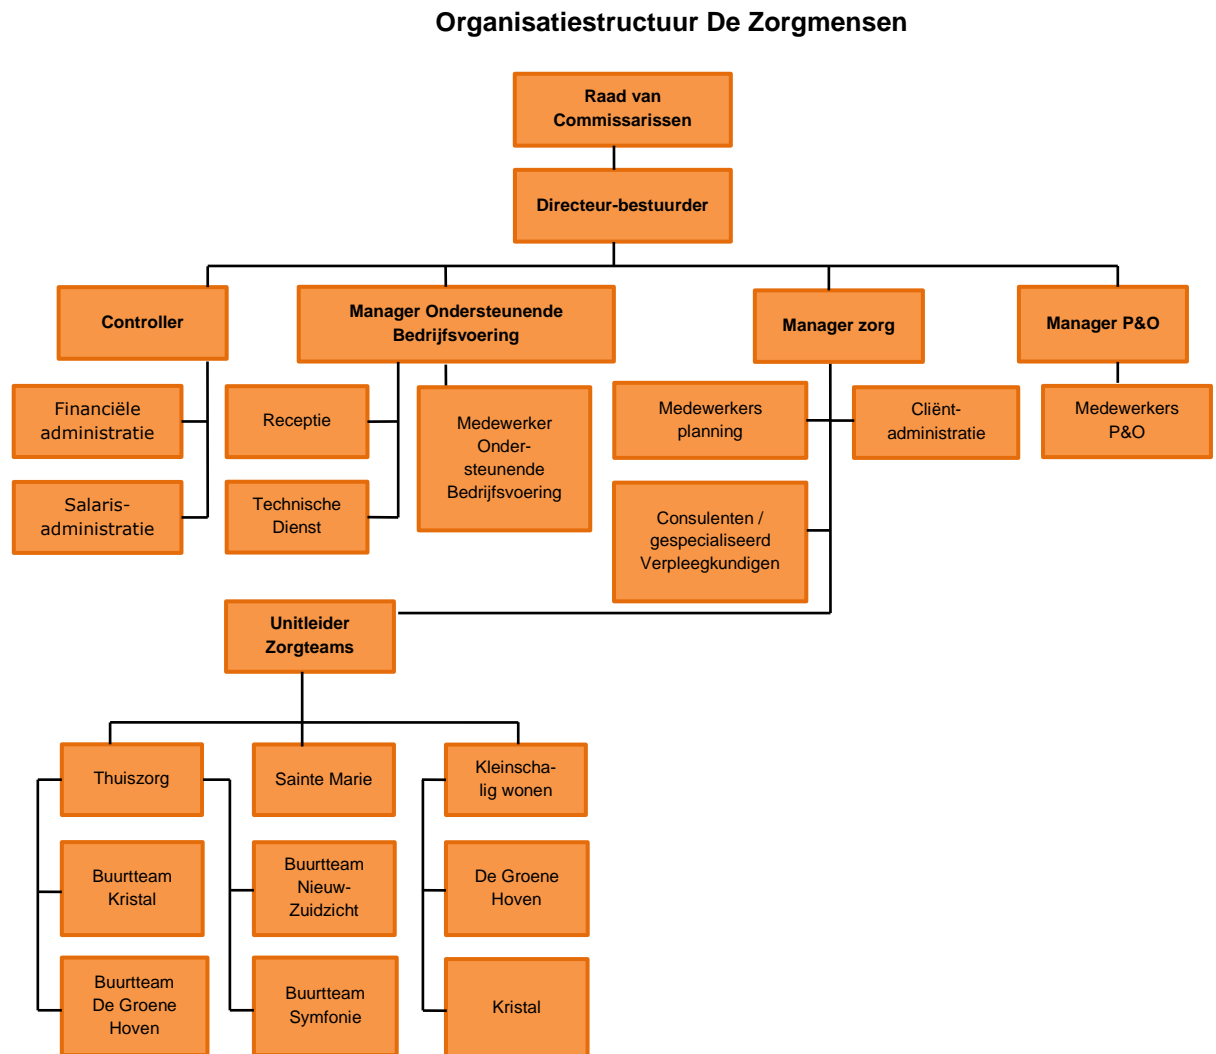 Organisatiestructuur De Zorgmensen
Raad van
Commissarissen
Directeur-bestuurder
Controller
Manager Ondersteunende
Bedrijfsvoering
Manager zorg
Manager P&O
Financiële
administratie
Receptie
Medewerker
Onder-
steunende
Bedrijfsvoering
Medewerkers
planning
Cliënt-
administratie
Medewerkers
P&O
Salaris-
administratie
Technische
Dienst
Consulenten /
gespecialiseerd
Verpleegkundigen
Unitleider
Zorgteams
Thuiszorg
Sainte Marie
Kleinscha-
lig wonen
Buurtteam
Kristal
Buurtteam
Nieuw-
Zuidzicht
De Groene
Hoven
Buurtteam
De Groene
Hoven
Buurtteam
Symfonie
Kristal